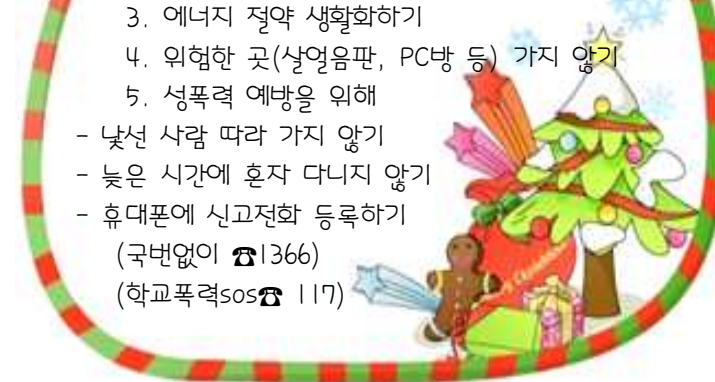 3. 에너지 절약 생활화하기
4. 위험한 곳(살얼음판, PC방 등) 가지 않기
5. 성폭력 예방을 위해
- 낯선 사람 따라 가지 않기
- 늦은 시간에 혼자 다니지 않기
- 휴대폰에 신고전화 등록하기
(국번없이 ☎1366)
(학교폭력sos☎ 117)